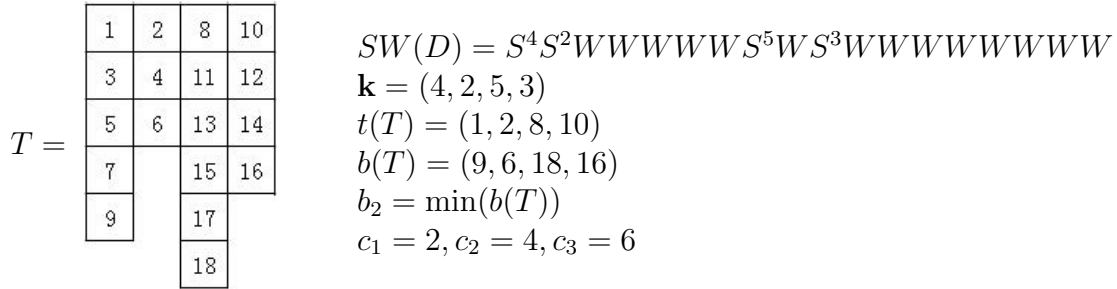 1 2 8 10
3 4 11 12
T = 5 6 13 14
7 15 16
9 17
18
SW(D) = S⁴S²WWWWWS⁵WS³WWWWWWWW
k = (4, 2, 5, 3)
t(T) = (1, 2, 8, 10)
b(T) = (9, 6, 18, 16)
b₂ = min(b(T))
c₁ = 2, c₂ = 4, c₃ = 6